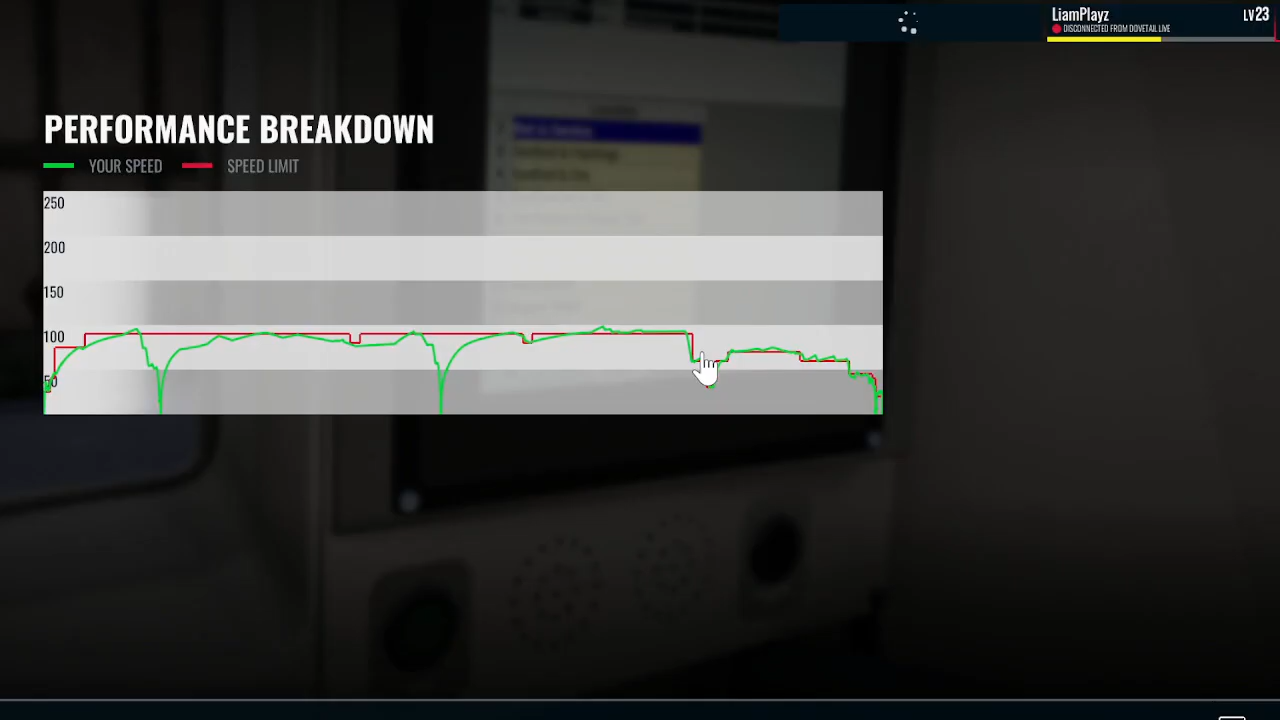 LiamPlayz
LV23
DISCONNECTED FROM DOVETAIL LIVE
PERFORMANCE BREAKDOWN
YOUR SPEED
SPEED LIMIT
250
200
150
100
50